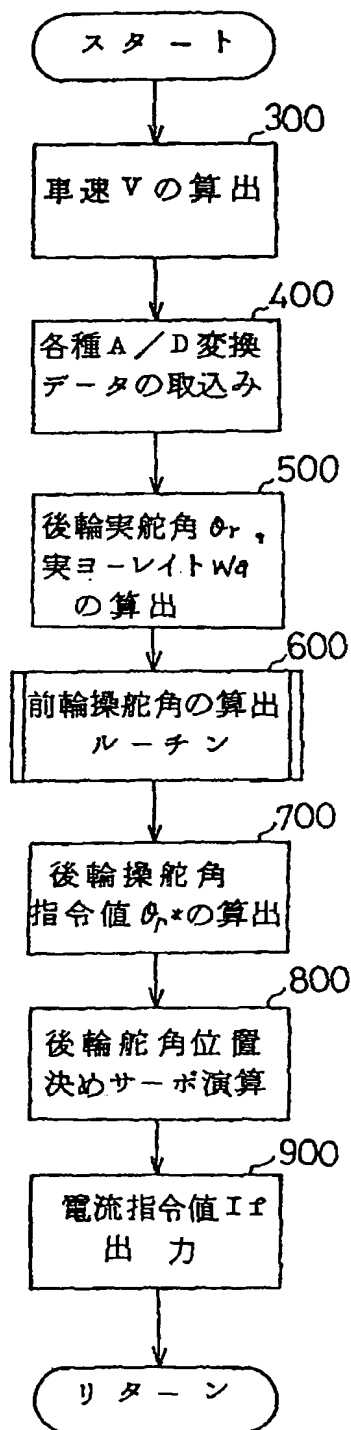 スタート
300
車速Vの算出
400
各種A/D変換
データの取込み
500
後輪実舵角θr,
実ヨーレイトWa
の算出
600
前輪操舵角の算出
ルーチン
700
後輪操舵角
指令値θr*の算出
800
後輪舵角位置
決めサーボ演算
900
電流指令値If
出力
リターン